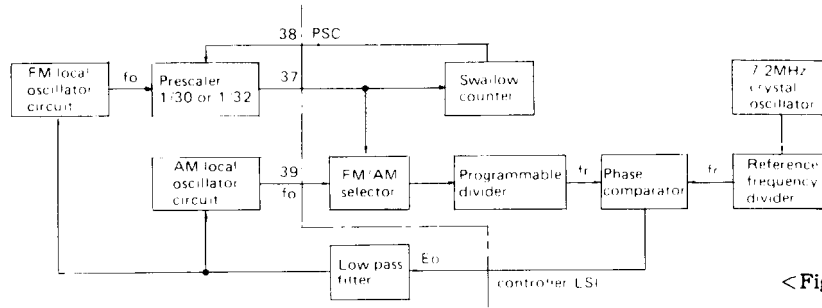 38 PSC
FM local
oscillator
circuit
fo
Prescaler
1/30 or 1/32
37
Swallow
counter
7.2MHz
crystal
oscillator
AM local
oscillator
circuit
39
fo
FM/AM
selector
Programmable
divider
fr
Phase
comparator
fr
Reference
frequency
divider
Low pass
filter
Eo
controller LSI
<Fig